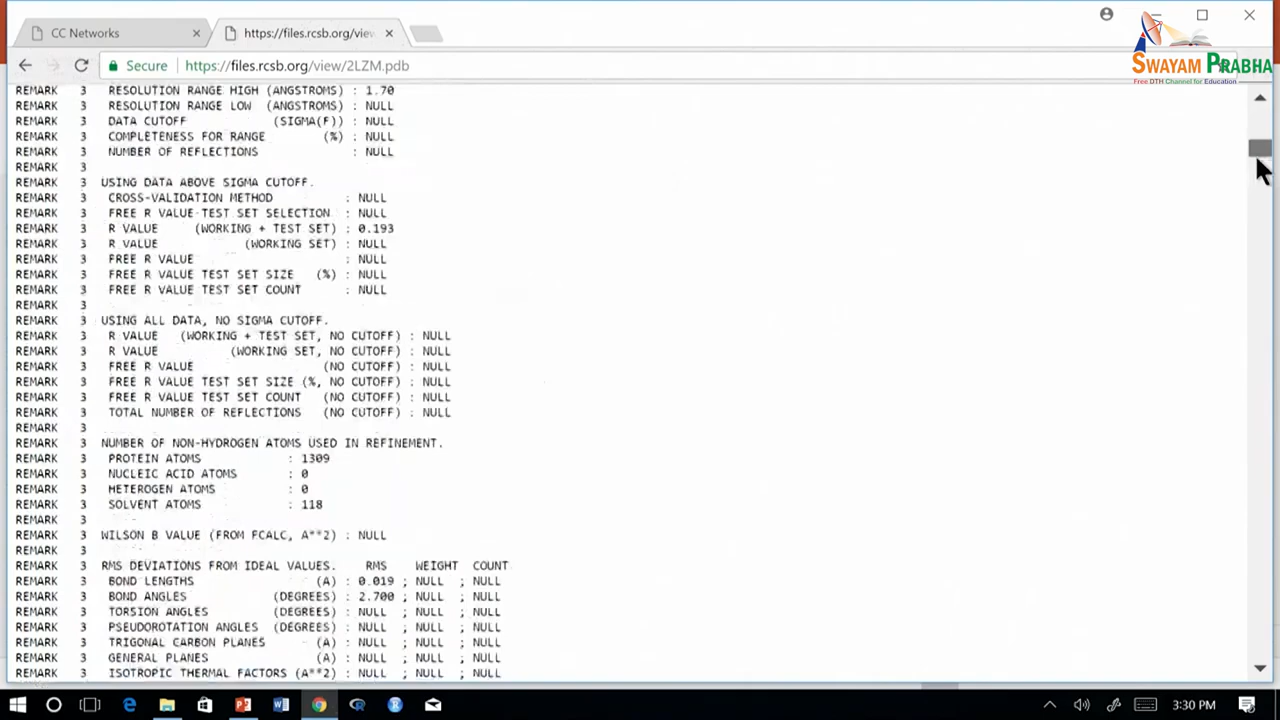 CC Networks
https://files.rcsb.org/view
Secure https://files.rcsb.org/view/2LZM.pdb
SWAYAM PRABHA
Free DTH Channel for Education
REMARK 3 RESOLUTION RANGE HIGH (ANGSTROMS) : 1.70
REMARK 3 RESOLUTION RANGE LOW (ANGSTROMS) : NULL
REMARK 3 DATA CUTOFF (SIGMA(F)) : NULL
REMARK 3 COMPLETENESS FOR RANGE (%) : NULL
REMARK 3 NUMBER OF REFLECTIONS : NULL
REMARK 3
REMARK 3 USING DATA ABOVE SIGMA CUTOFF.
REMARK 3 CROSS-VALIDATION METHOD : NULL
REMARK 3 FREE R VALUE TEST SET SELECTION : NULL
REMARK 3 R VALUE (WORKING + TEST SET) : 0.193
REMARK 3 R VALUE (WORKING SET) : NULL
REMARK 3 FREE R VALUE : NULL
REMARK 3 FREE R VALUE TEST SET SIZE (%) : NULL
REMARK 3 FREE R VALUE TEST SET COUNT : NULL
REMARK 3
REMARK 3 USING ALL DATA, NO SIGMA CUTOFF.
REMARK 3 R VALUE (WORKING + TEST SET, NO CUTOFF) : NULL
REMARK 3 R VALUE (WORKING SET, NO CUTOFF) : NULL
REMARK 3 FREE R VALUE (NO CUTOFF) : NULL
REMARK 3 FREE R VALUE TEST SET SIZE (%, NO CUTOFF) : NULL
REMARK 3 FREE R VALUE TEST SET COUNT (NO CUTOFF) : NULL
REMARK 3 TOTAL NUMBER OF REFLECTIONS (NO CUTOFF) : NULL
REMARK 3
REMARK 3 NUMBER OF NON-HYDROGEN ATOMS USED IN REFINEMENT.
REMARK 3 PROTEIN ATOMS : 1309
REMARK 3 NUCLEIC ACID ATOMS : 0
REMARK 3 HETEROGEN ATOMS : 0
REMARK 3 SOLVENT ATOMS : 118
REMARK 3
REMARK 3 WILSON B VALUE (FROM FCALC, A**2) : NULL
REMARK 3
REMARK 3 RMS DEVIATIONS FROM IDEAL VALUES. RMS WEIGHT COUNT
REMARK 3 BOND LENGTHS (A) : 0.019 ; NULL ; NULL
REMARK 3 BOND ANGLES (DEGREES) : 2.700 ; NULL ; NULL
REMARK 3 TORSION ANGLES (DEGREES) : NULL ; NULL ; NULL
REMARK 3 PSEUDOROTATION ANGLES (DEGREES) : NULL ; NULL ; NULL
REMARK 3 TRIGONAL CARBON PLANES (A) : NULL ; NULL ; NULL
REMARK 3 GENERAL PLANES (A) : NULL ; NULL ; NULL
REMARK 3 ISOTROPIC THERMAL FACTORS (A**2) : NULL ; NULL ; NULL
3:30 PM